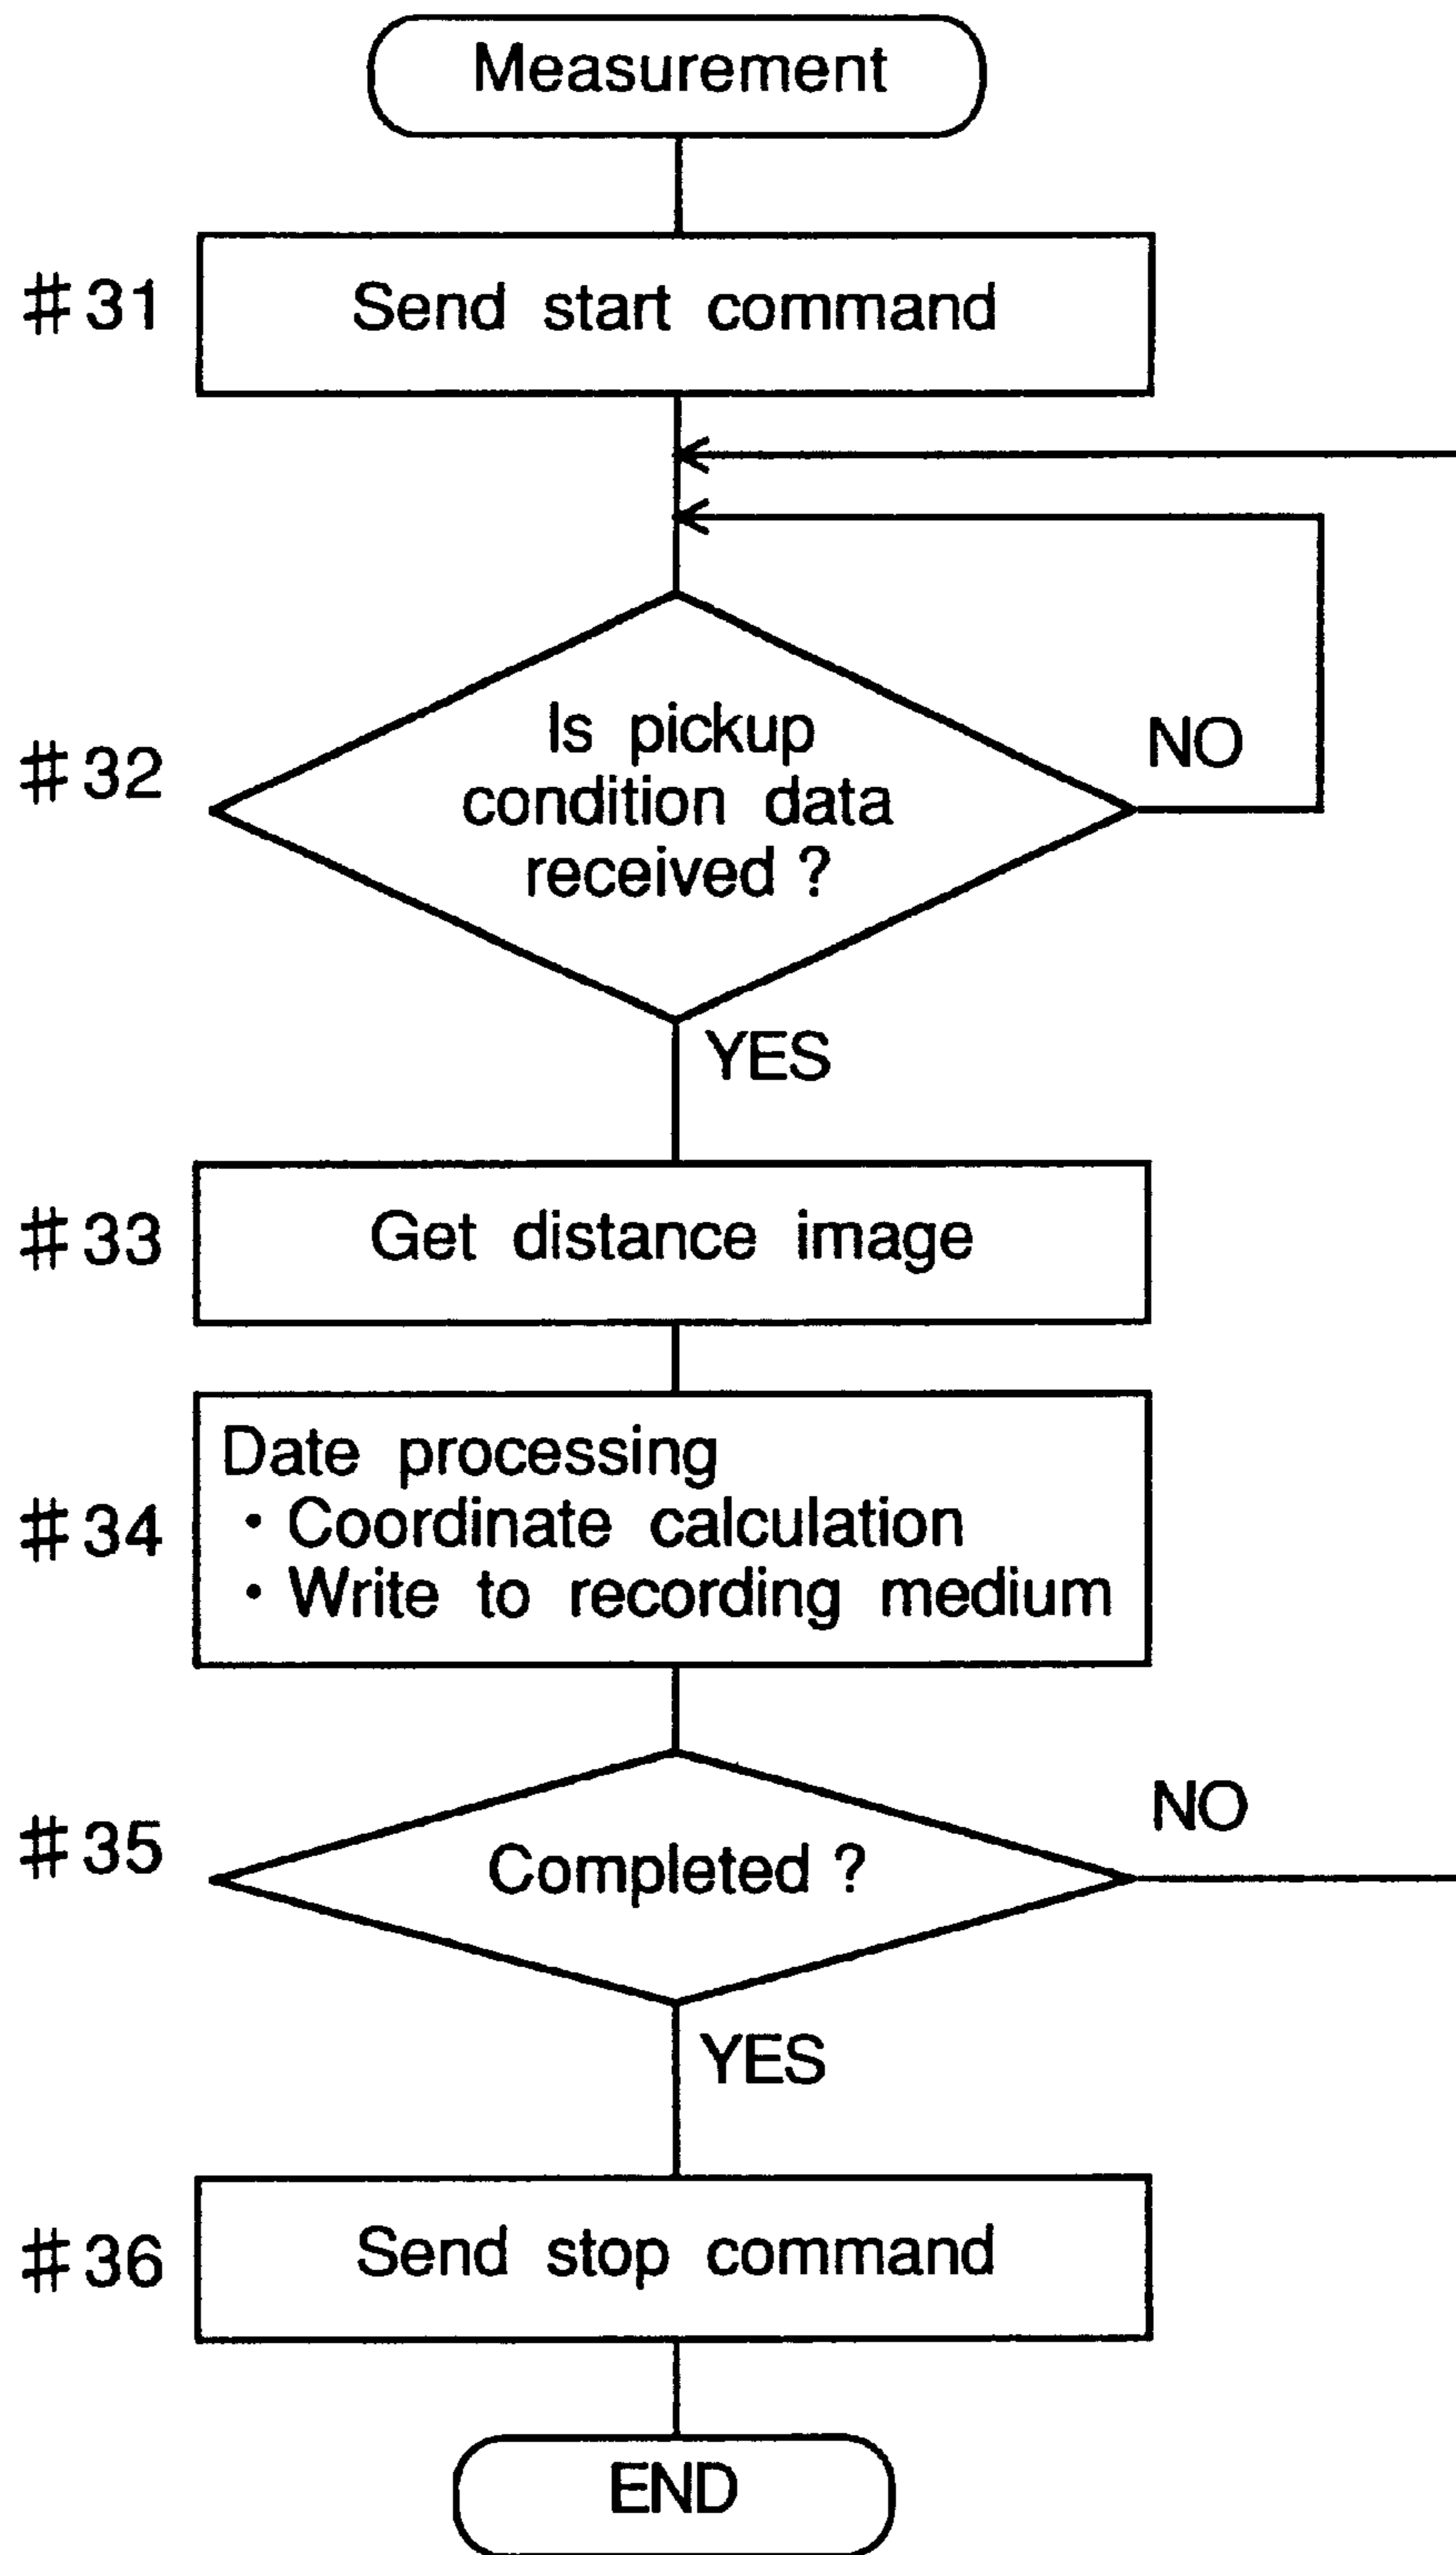 Measurement
#31
Send start command
#32
Is pickup
condition data
received ?
NO
YES
#33
Get distance image
#34
Date processing
・Coordinate calculation
・Write to recording medium
#35
Completed ?
NO
YES
#36
Send stop command
END